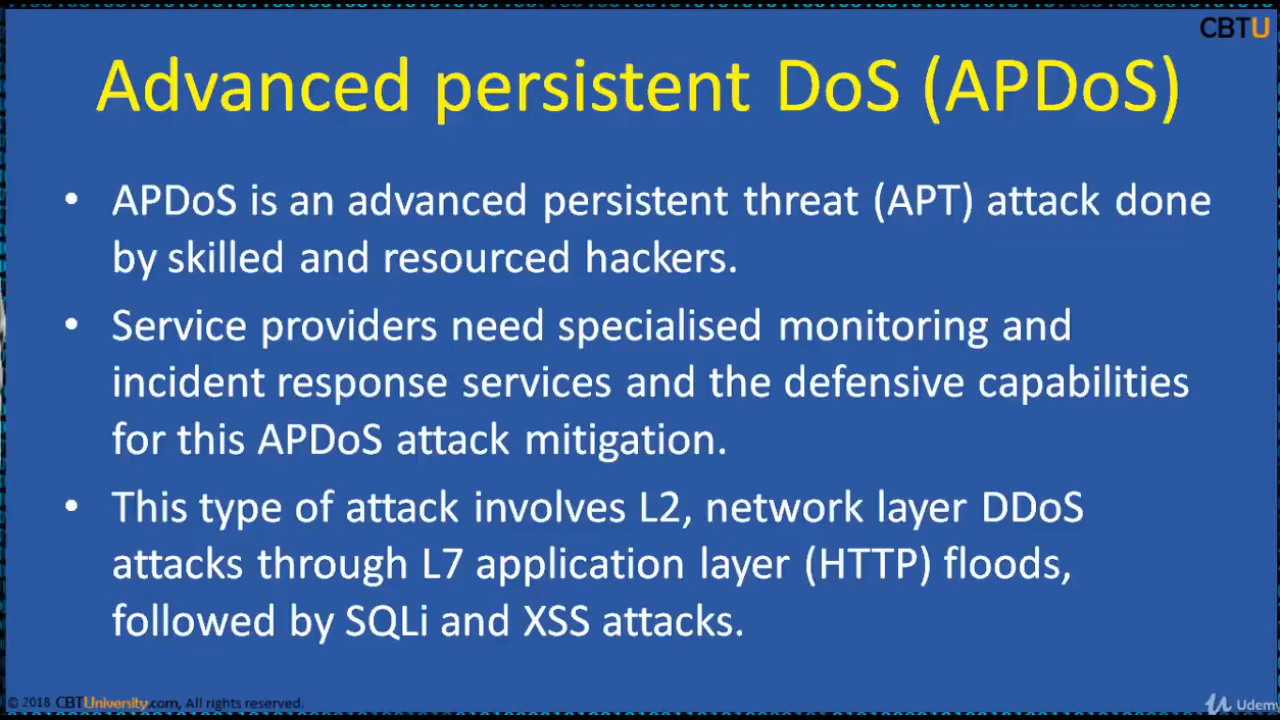 CBTU
Advanced persistent DoS (APDoS)
• APDoS is an advanced persistent threat (APT) attack done
by skilled and resourced hackers.
• Service providers need specialised monitoring and
incident response services and the defensive capabilities
for this APDoS attack mitigation.
• This type of attack involves L2, network layer DDoS
attacks through L7 application layer (HTTP) floods,
followed by SQLi and XSS attacks.
© 2018 CBTUniversity.com, All rights reserved.
Udemy